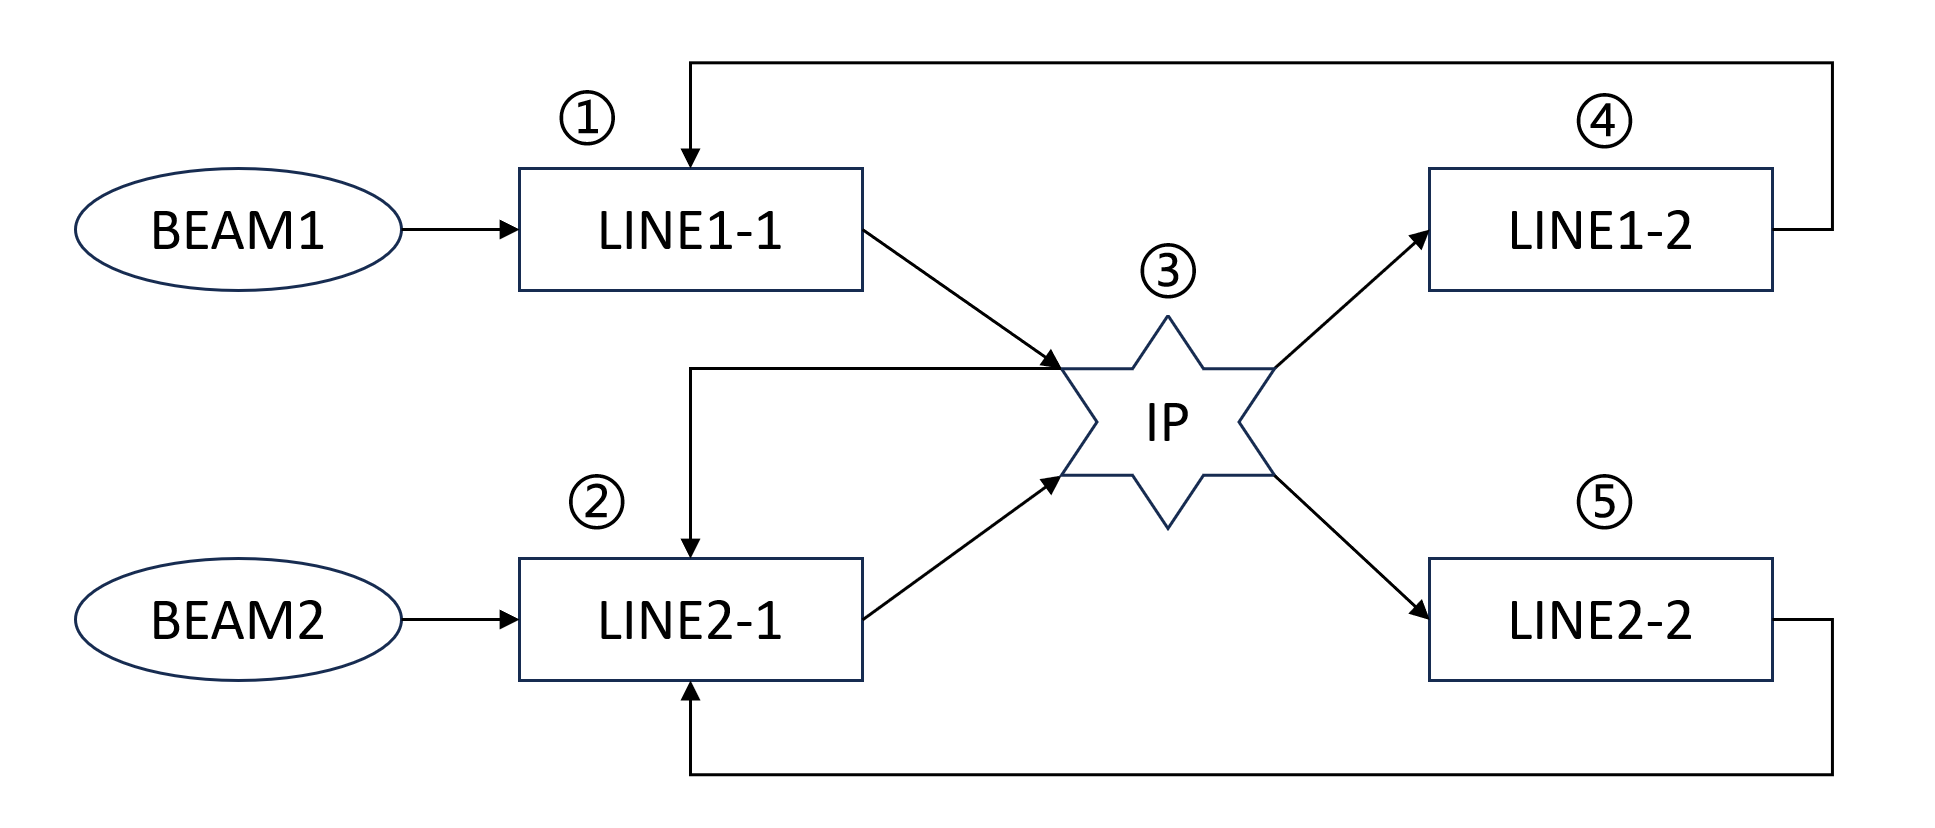 ①
④
BEAM1
LINE1-1
LINE1-2
③
IP
②
⑤
BEAM2
LINE2-1
LINE2-2